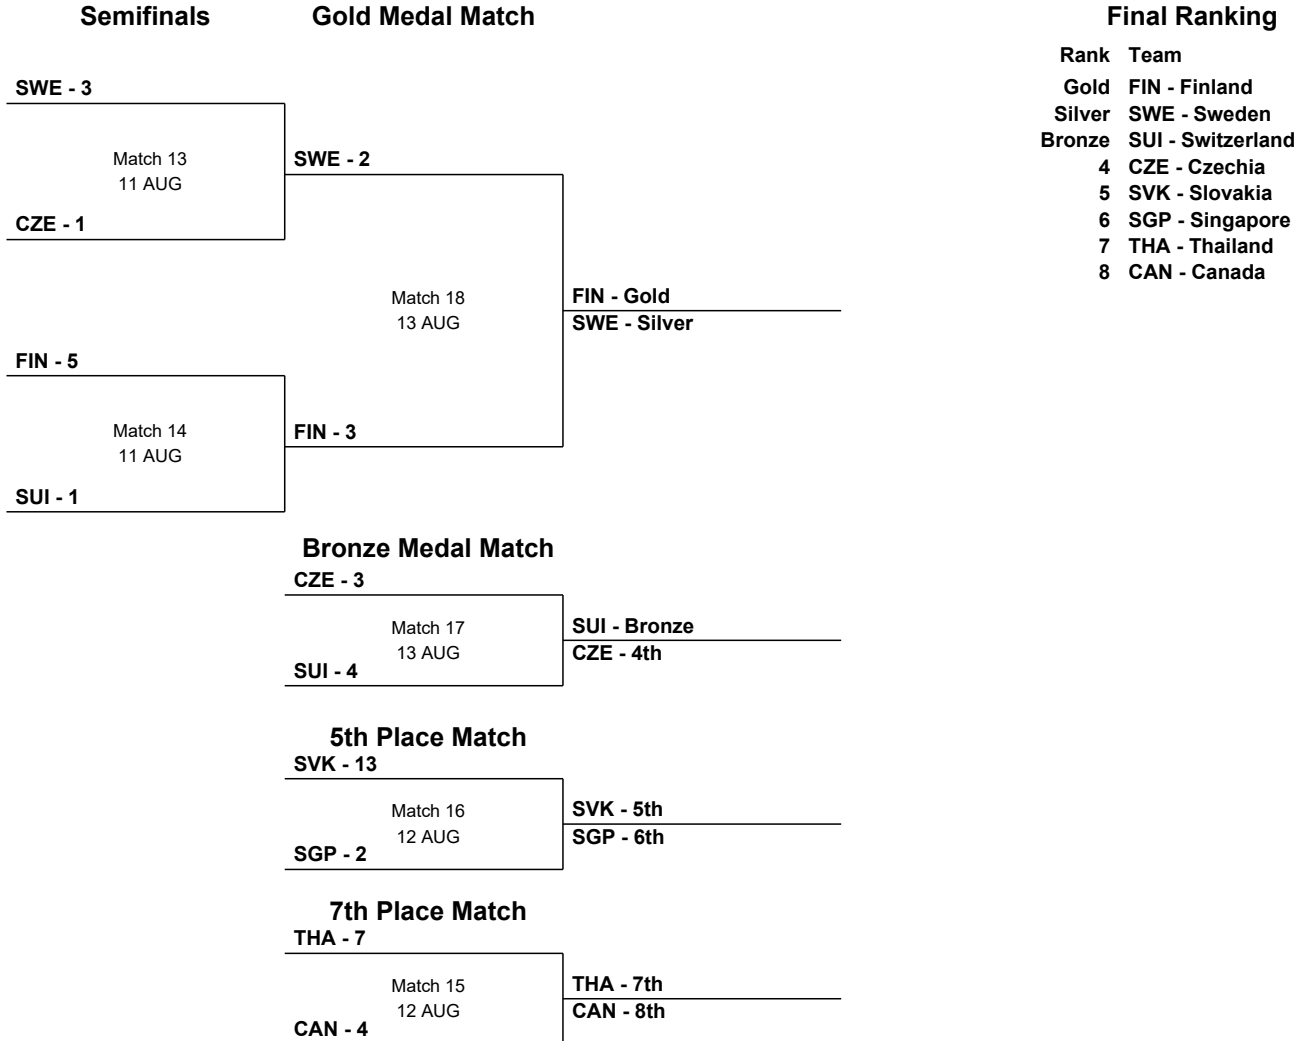 Semifinals
Gold Medal Match
SWE - 3
Match 13
11 AUG
CZE - 1
SWE - 2
Match 18
13 AUG
FIN - Gold
SWE - Silver
FIN - 5
Match 14
11 AUG
SUI - 1
FIN - 3
Bronze Medal Match
CZE - 3
Match 17
13 AUG
SUI - 4
SUI - Bronze
CZE - 4th
5th Place Match
SVK - 13
Match 16
12 AUG
SGP - 2
SVK - 5th
SGP - 6th
7th Place Match
THA - 7
Match 15
12 AUG
CAN - 4
THA - 7th
CAN - 8th
Final Ranking
Rank Team
Gold FIN - Finland
Silver SWE - Sweden
Bronze SUI - Switzerland
4 CZE - Czechia
5 SVK - Slovakia
6 SGP - Singapore
7 THA - Thailand
8 CAN - Canada